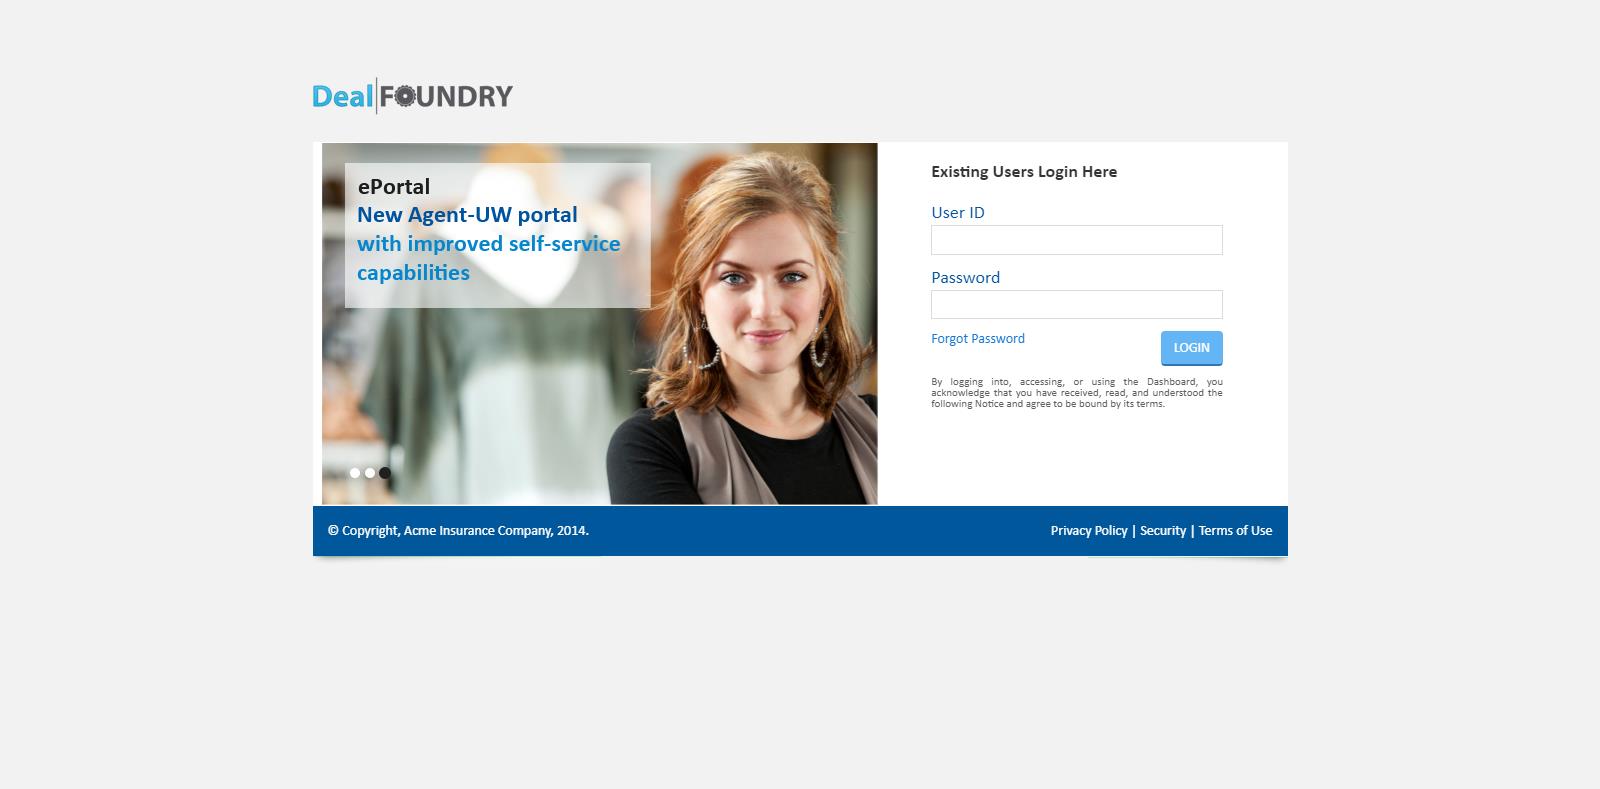 Deal|FOUNDRY
ePortal
New Agent-UW portal
with improved self-service
capabilities
Existing Users Login Here
User ID
Password
Forgot Password
LOGIN
By logging into, accessing, or using the Dashboard, you
acknowledge that you have received, read, and understood the
following Notice and agree to be bound by its terms.
© Copyright, Acme Insurance Company, 2014.
Privacy Policy | Security | Terms of Use